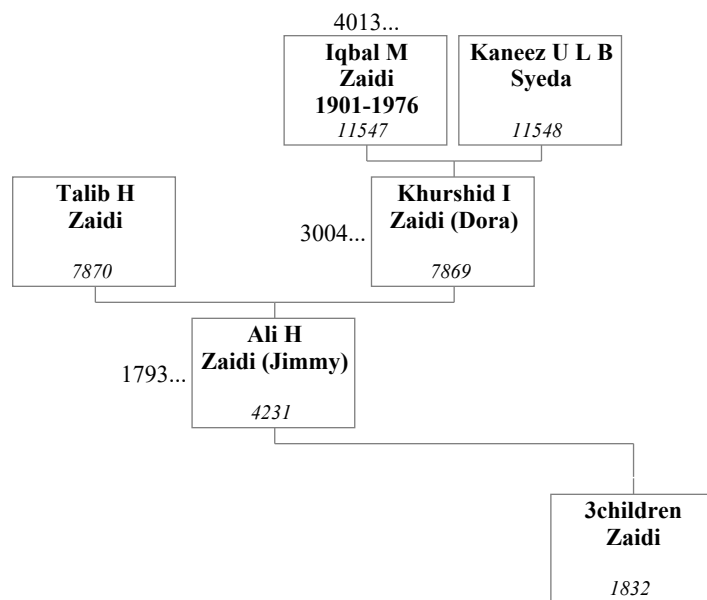 4013...
Iqbal M
Zaidi
1901-1976
11547
Kaneez U L B
Syeda
11548
Talib H
Zaidi
7870
3004...
Khurshid I
Zaidi (Dora)
7869
1793...
Ali H
Zaidi (Jimmy)
4231
3children
Zaidi
1832